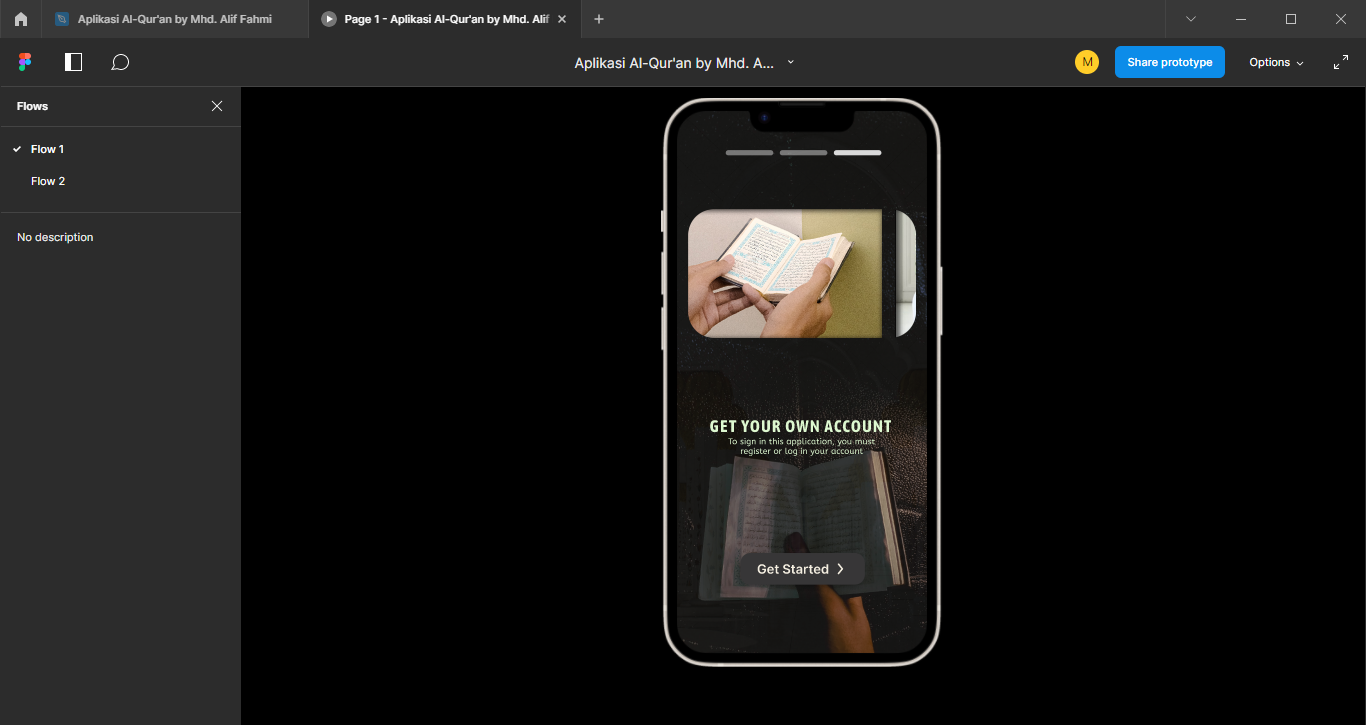 Aplikasi Al-Qur'an by Mhd. Alif Fahmi
Page 1 - Aplikasi Al-Qur'an by Mhd. Alif
Aplikasi Al-Qur'an by Mhd. A...
M
Share prototype
Options
Flows
Flow 1
Flow 2
No description
GET YOUR OWN ACCOUNT
To sign in this application, you must
register or log in your account
Get Started